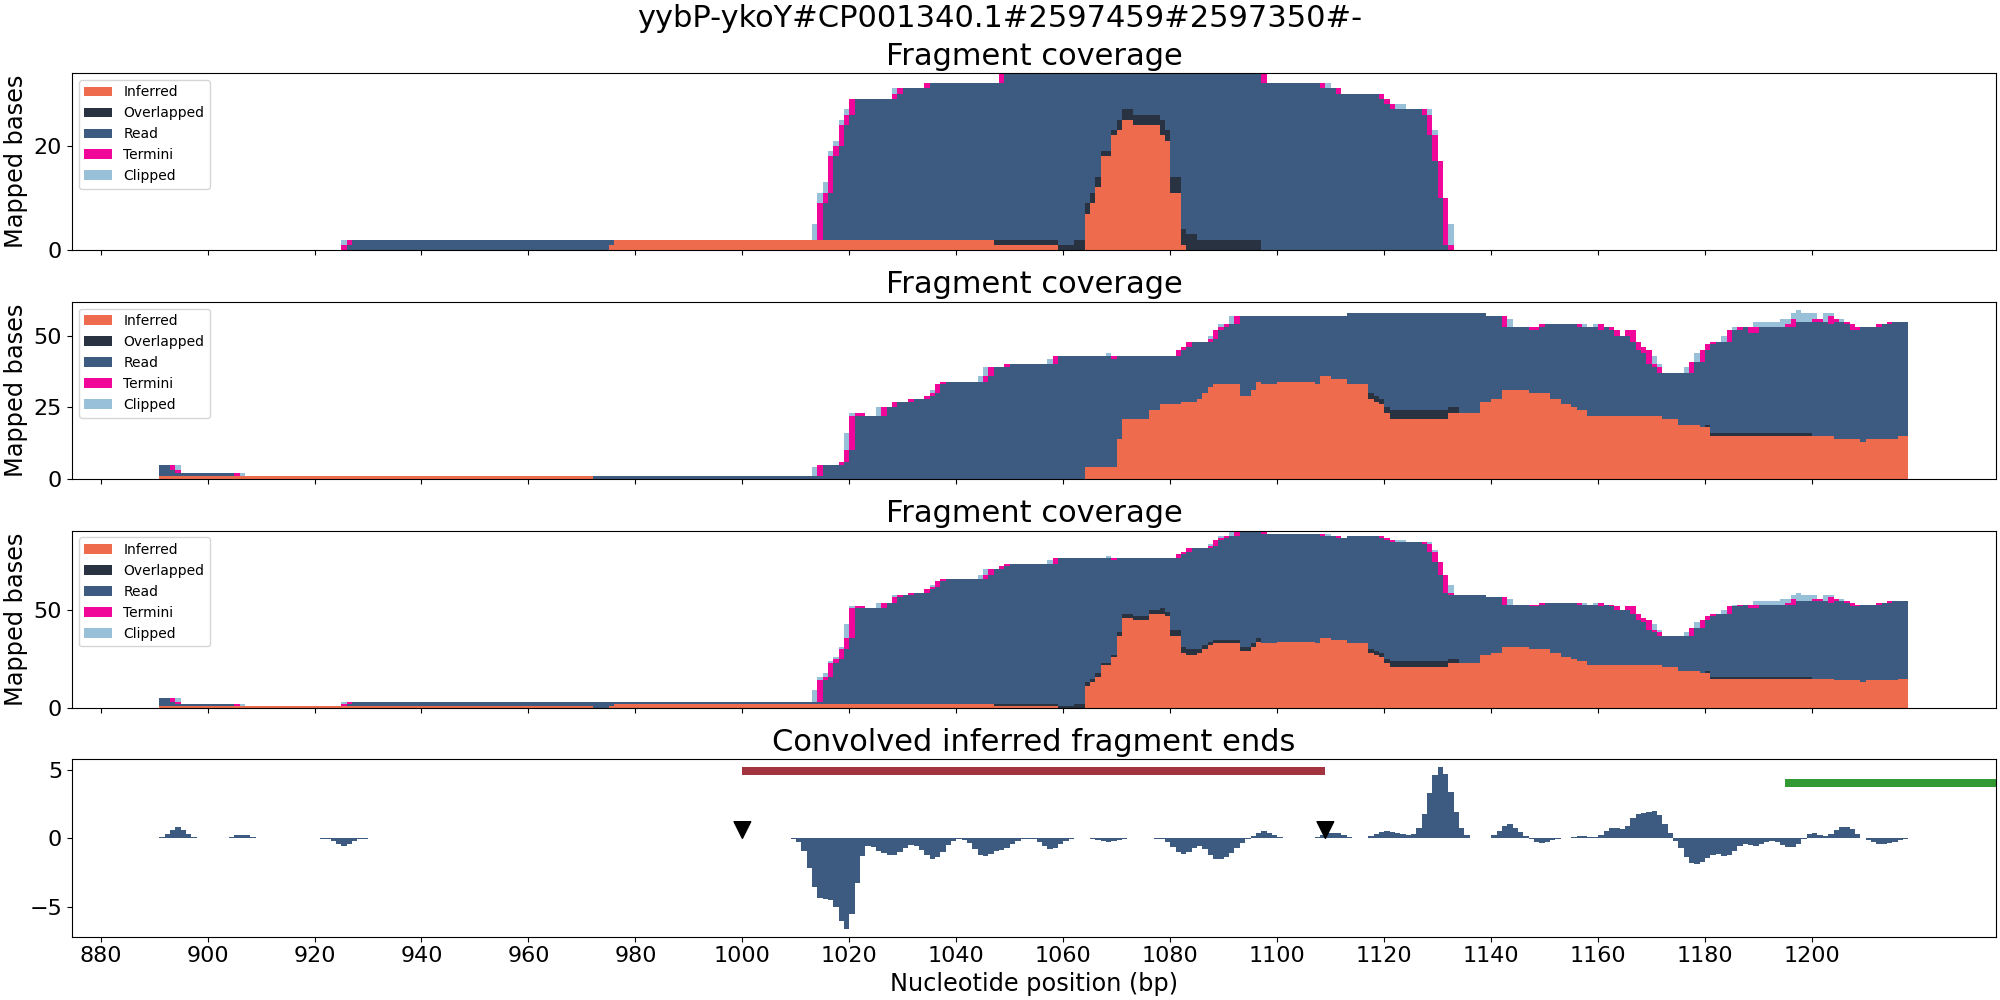 yybP-ykoY#CP001340.1#2597459#2597350#-
Fragment coverage
Mapped bases
20
0
Inferred
Overlapped
Read
Termini
Clipped
Fragment coverage
Mapped bases
50
25
0
Inferred
Overlapped
Read
Termini
Clipped
Fragment coverage
Mapped bases
50
0
Inferred
Overlapped
Read
Termini
Clipped
Convolved inferred fragment ends
5
0
−5
880 900 920 940 960 980 1000 1020 1040 1060 1080 1100 1120 1140 1160 1180 1200
Nucleotide position (bp)